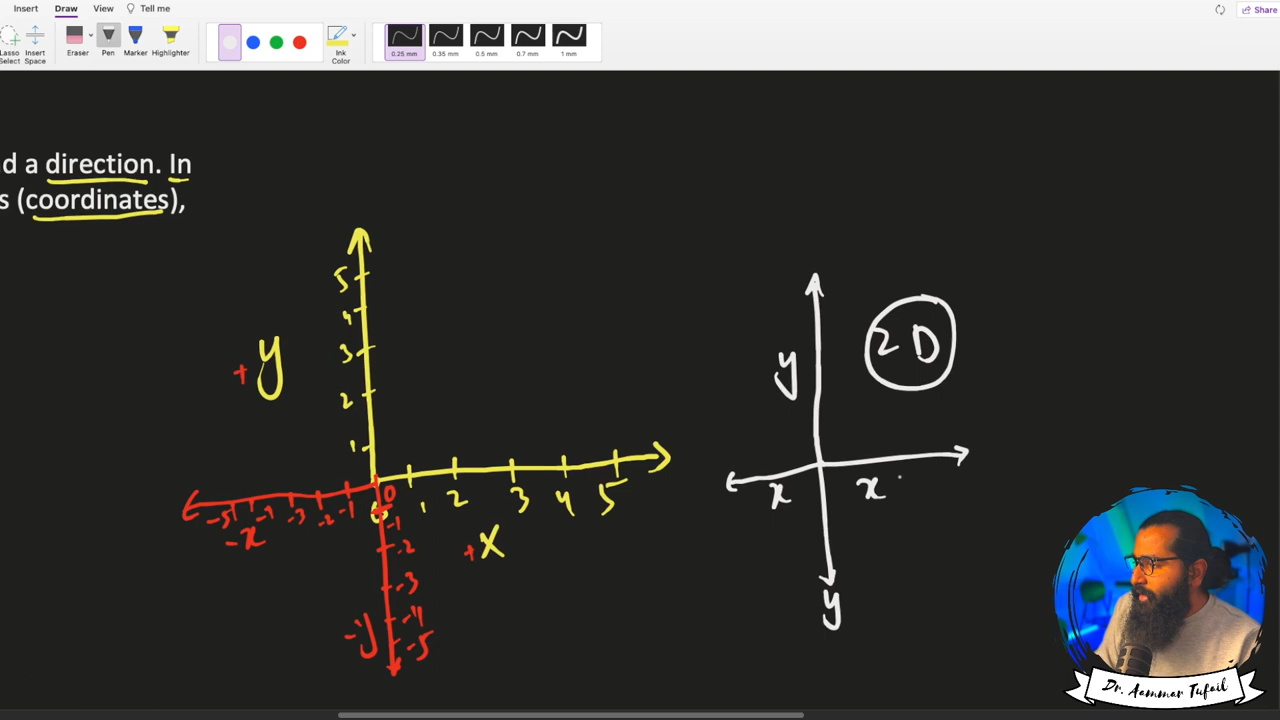 Insert Draw View Tell me
Share
Lasso Select
Insert Space
Eraser
Pen
Marker
Highlighter
Ink Color
0.25 mm
0.35 mm
0.5 mm
0.7 mm
1 mm
d a direction. In
s (coordinates),
5
4
3
2
1
+y
2D
y
0 1 2 3 4 5
+x
-5 -4 -3 -2 -1 0
-x
-1
-2
-3
-4
-5
-y
x x
y
Dr. Aammar Tufail